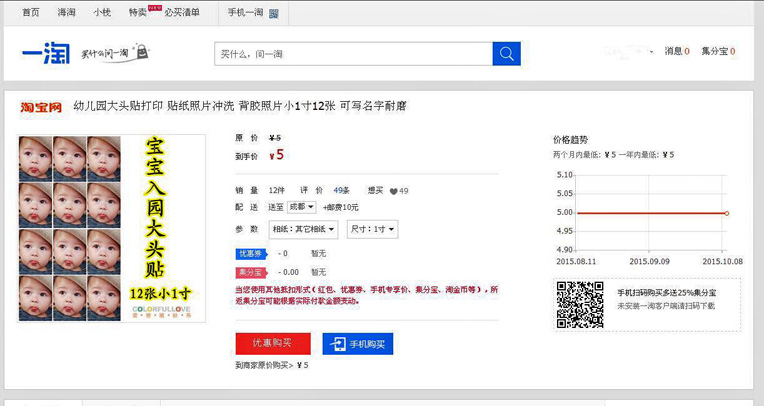 首页 海淘 小栈 特卖 NEW 必买清单 手机一淘
一淘 买什么问一淘 买什么，问一淘 消息 0 集分宝 0
淘宝网 幼儿园大头贴打印 贴纸照片冲洗 背胶照片小1寸12张 可写名字耐磨
宝宝入园大头贴
12张小1寸
COLORFULLOVE
原 价 ¥ 5
到手价 ¥ 5
销 量 12件 评 价 49条 想买 49
配 送 送至 成都 +邮费10元
参 数 相纸：其它相纸 尺寸：1寸
优惠券 - 0 暂无
集分宝 - 0.00 暂无
当您使用其他抵扣形式（红包、优惠券、手机专享价、集分宝、淘金币等），所
返集分宝可能根据实际付款金额变动。
优惠购买 手机购买
到商家原价购买> ¥ 5
价格趋势
两个月内最低：¥ 5 一年内最低：¥ 5
5.10
5.05
5.00
4.95
4.90
2015.08.11 2015.09.09 2015.10.08
手机扫码购买多送25%集分宝
未安装一淘客户端请扫码下载